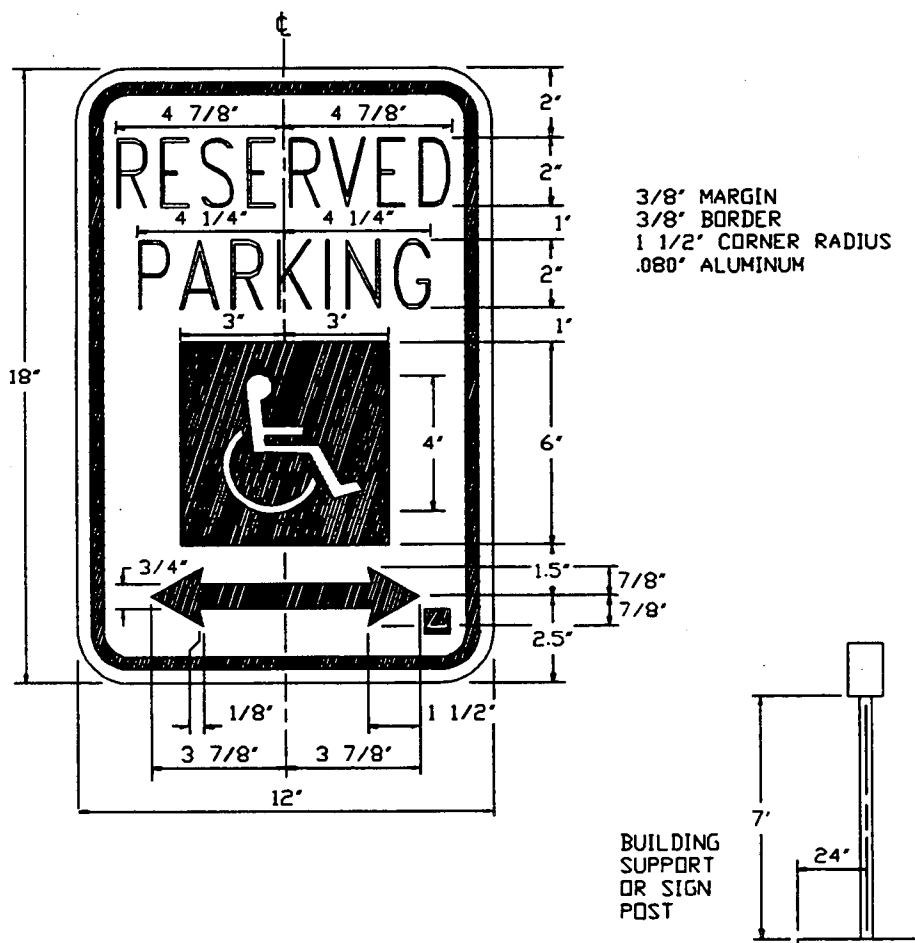 ℄
4 7/8" 4 7/8"
2"
RESERVED
2"
3/8" MARGIN
3/8" BORDER
1 1/2" CORNER RADIUS
.080" ALUMINUM
4 1/4" 4 1/4"
1"
PARKING
2"
3" 3"
1"
18"
4"
6"
3/4"
1.5"
7/8"
7/8"
2.5"
1/8"
1 1/2"
3 7/8" 3 7/8"
12"
7'
BUILDING
SUPPORT
OR SIGN
POST
24"